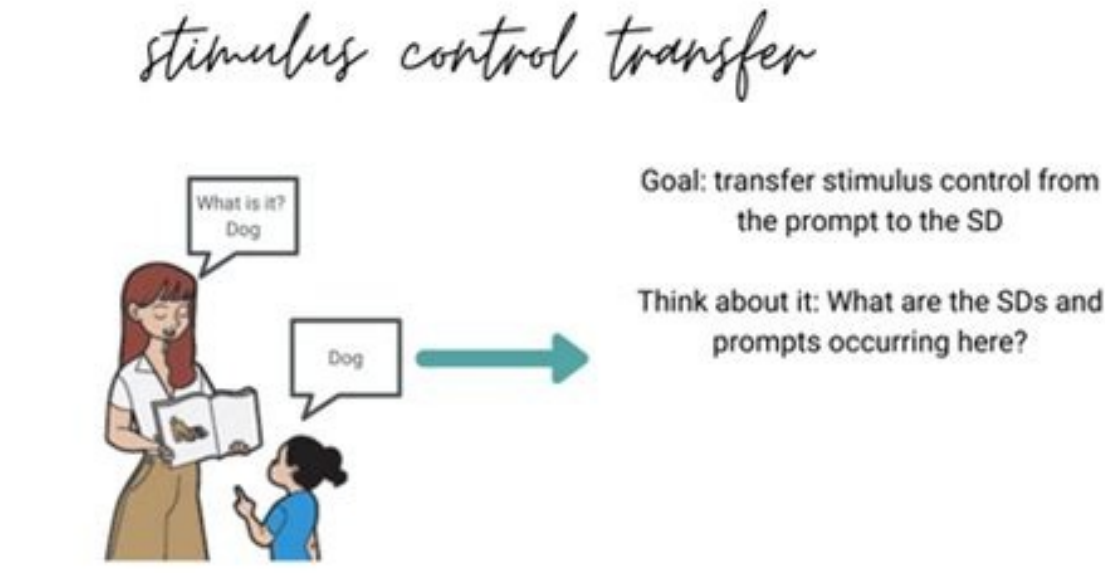 stimulus control transfer
What is it?
Dog
Dog
Goal: transfer stimulus control from
the prompt to the SD
Think about it: What are the SDs and
prompts occurring here?